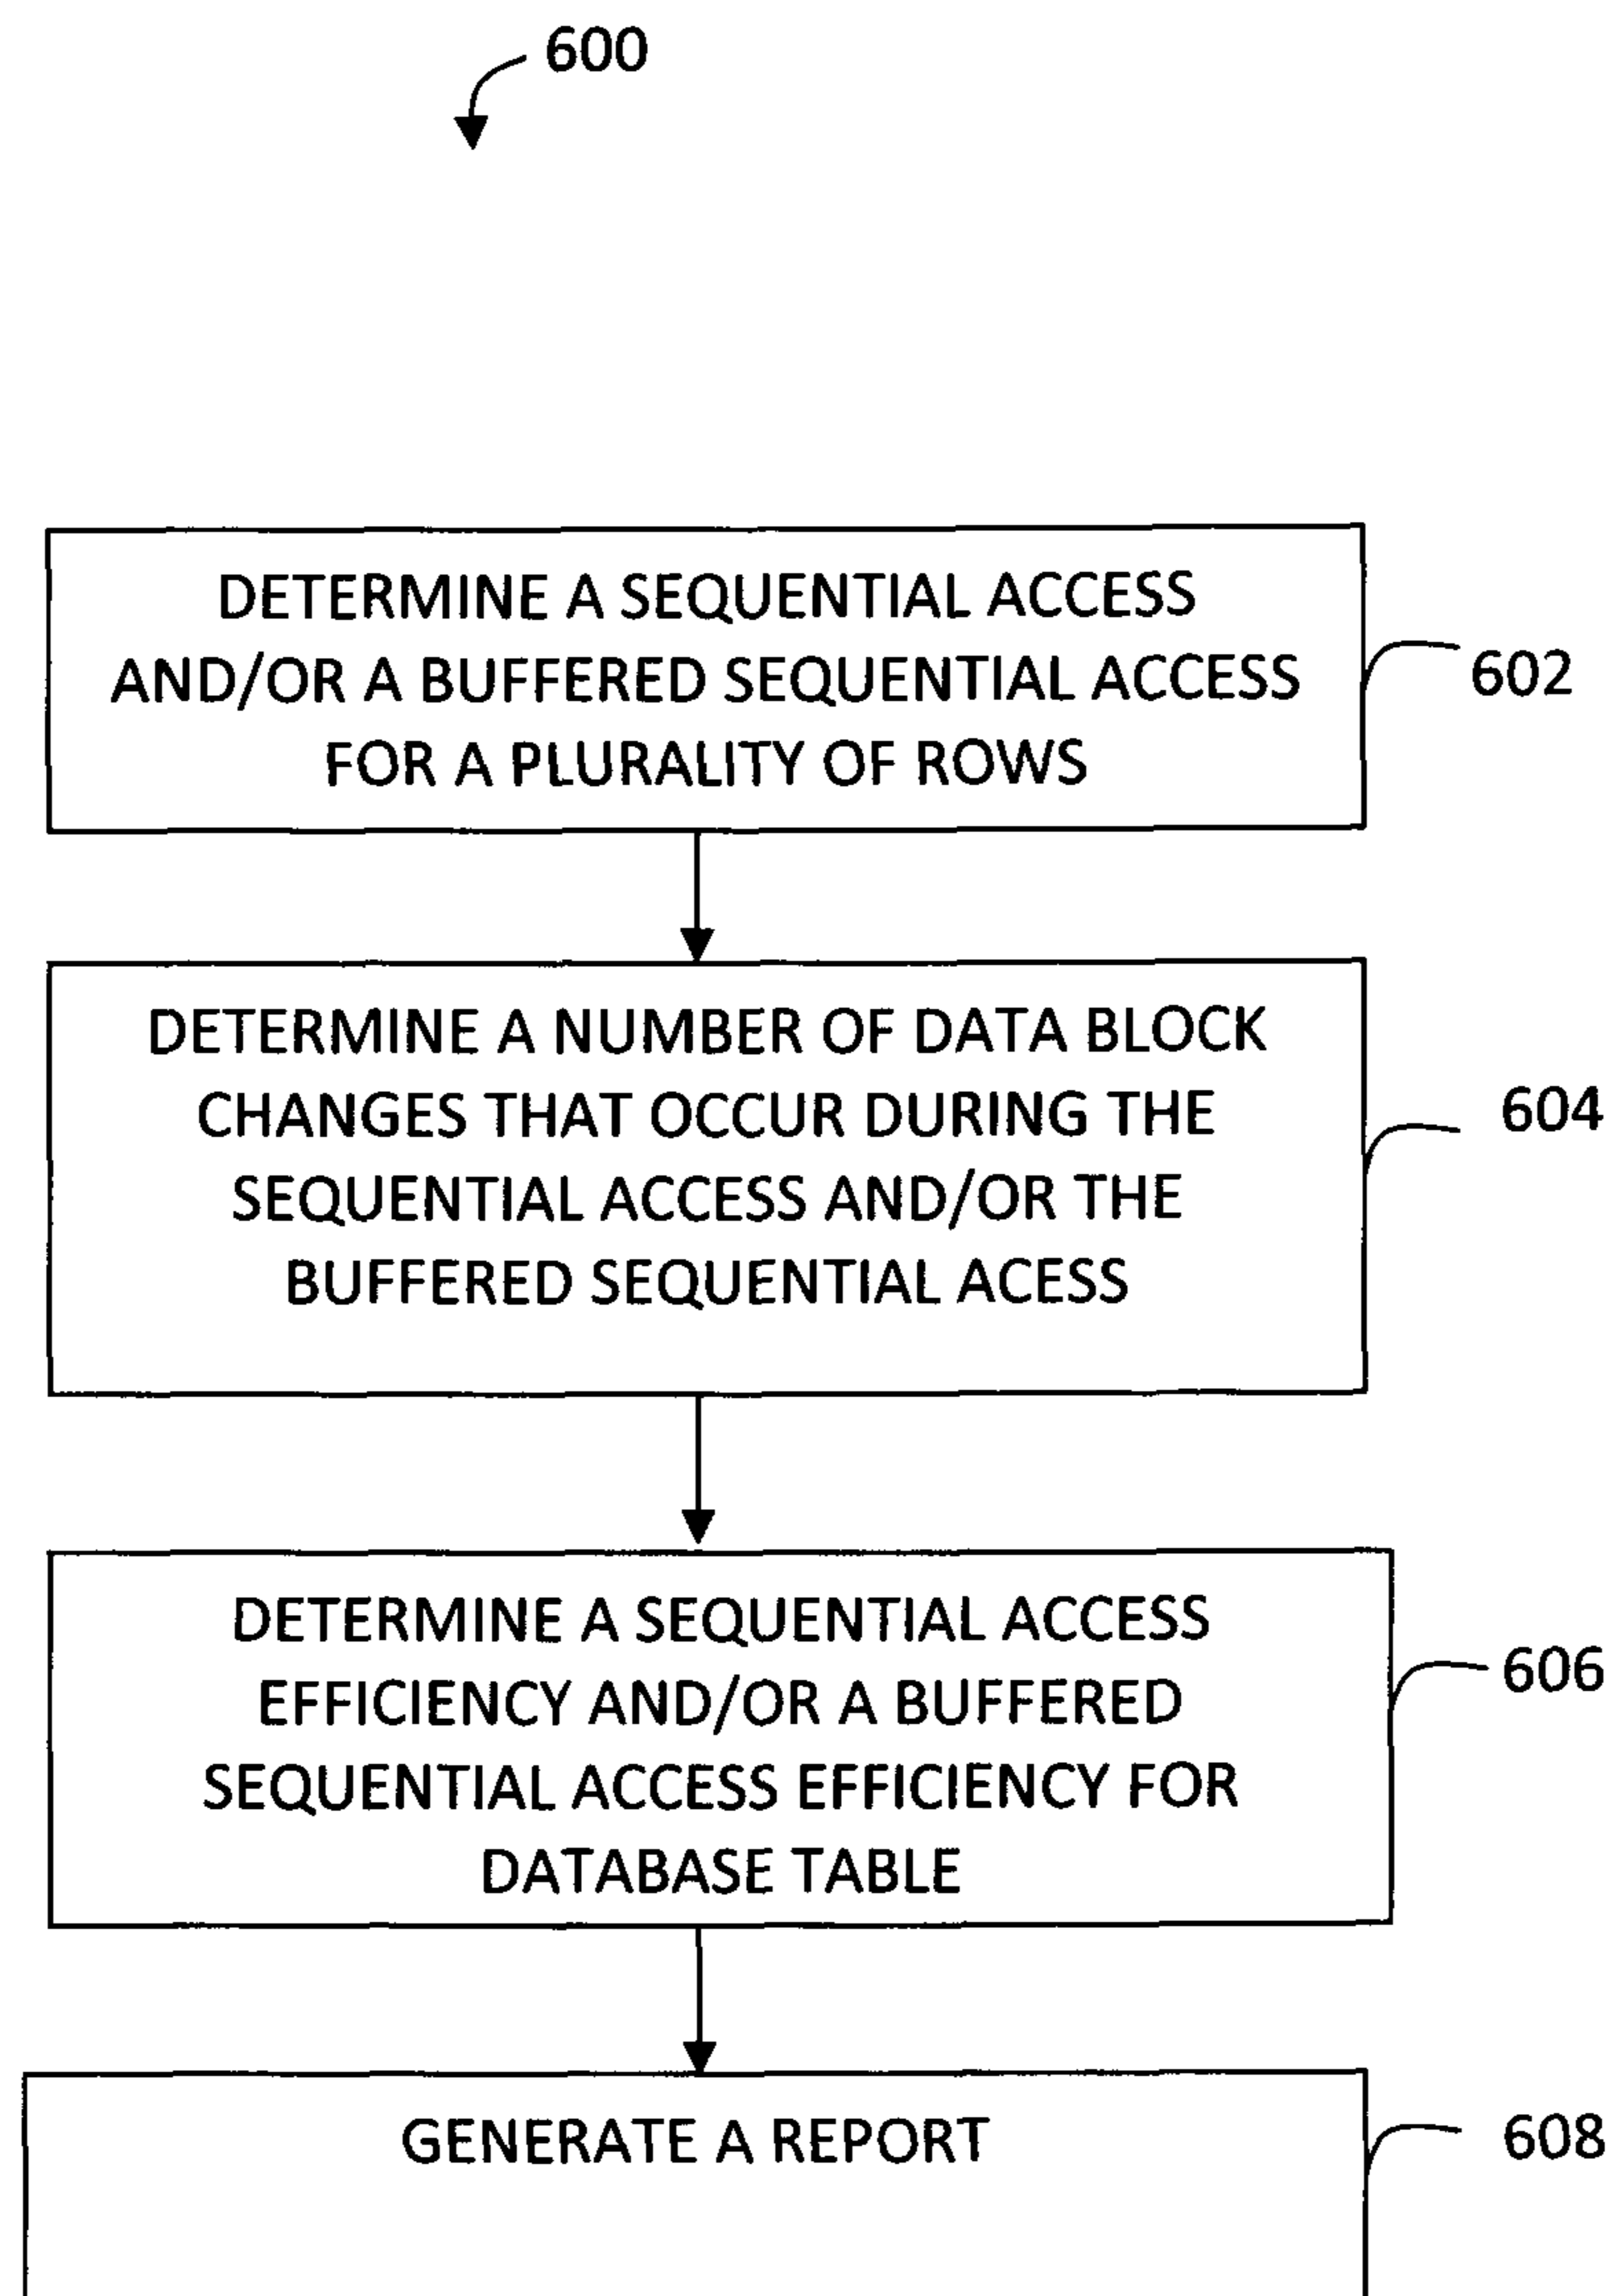 600
DETERMINE A SEQUENTIAL ACCESS
AND/OR A BUFFERED SEQUENTIAL ACCESS
FOR A PLURALITY OF ROWS
602
DETERMINE A NUMBER OF DATA BLOCK
CHANGES THAT OCCUR DURING THE
SEQUENTIAL ACCESS AND/OR THE
BUFFERED SEQUENTIAL ACESS
604
DETERMINE A SEQUENTIAL ACCESS
EFFICIENCY AND/OR A BUFFERED
SEQUENTIAL ACCESS EFFICIENCY FOR
DATABASE TABLE
606
GENERATE A REPORT
608